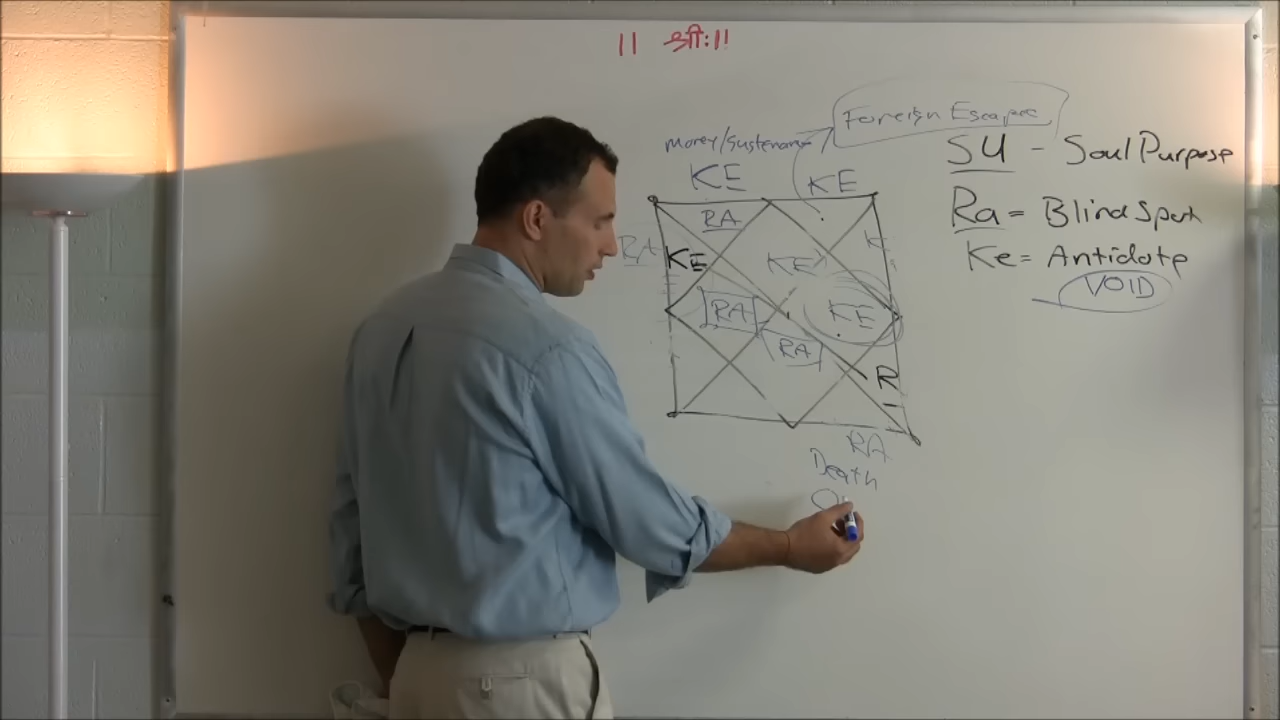 || श्रीः ||
Foreign Escape
money/sustenance
SU - Soul Purpose
KE
KE
Ra = Blind Spot
RA
RA
KE
KE
Ke = Antidote
VOID
RA
KE
RA
R
RA
Death